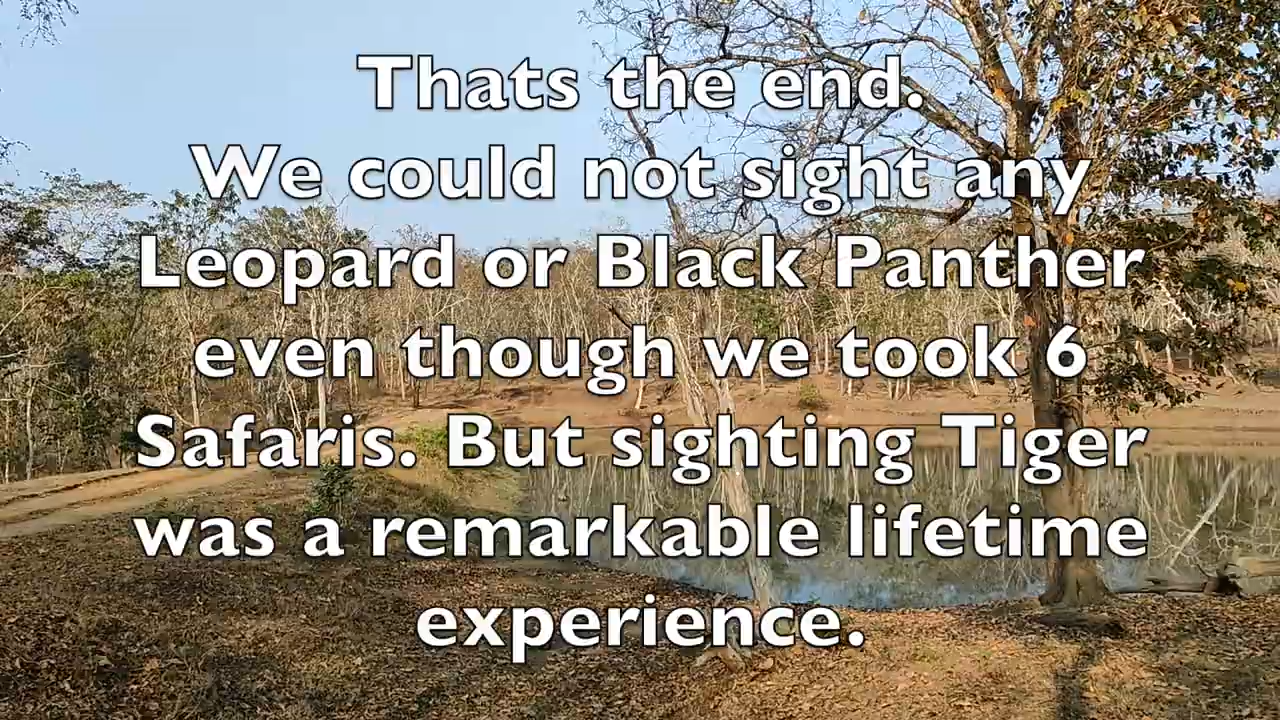 Thats the end.
We could not sight any
Leopard or Black Panther
even though we took 6
Safaris. But sighting Tiger
was a remarkable lifetime
experience.